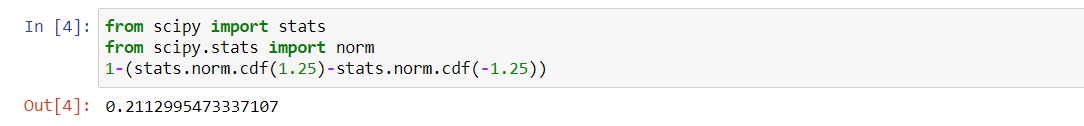 In [4]: from scipy import stats
from scipy.stats import norm
1-(stats.norm.cdf(1.25)-stats.norm.cdf(-1.25))
Out[4]: 0.2112995473337107